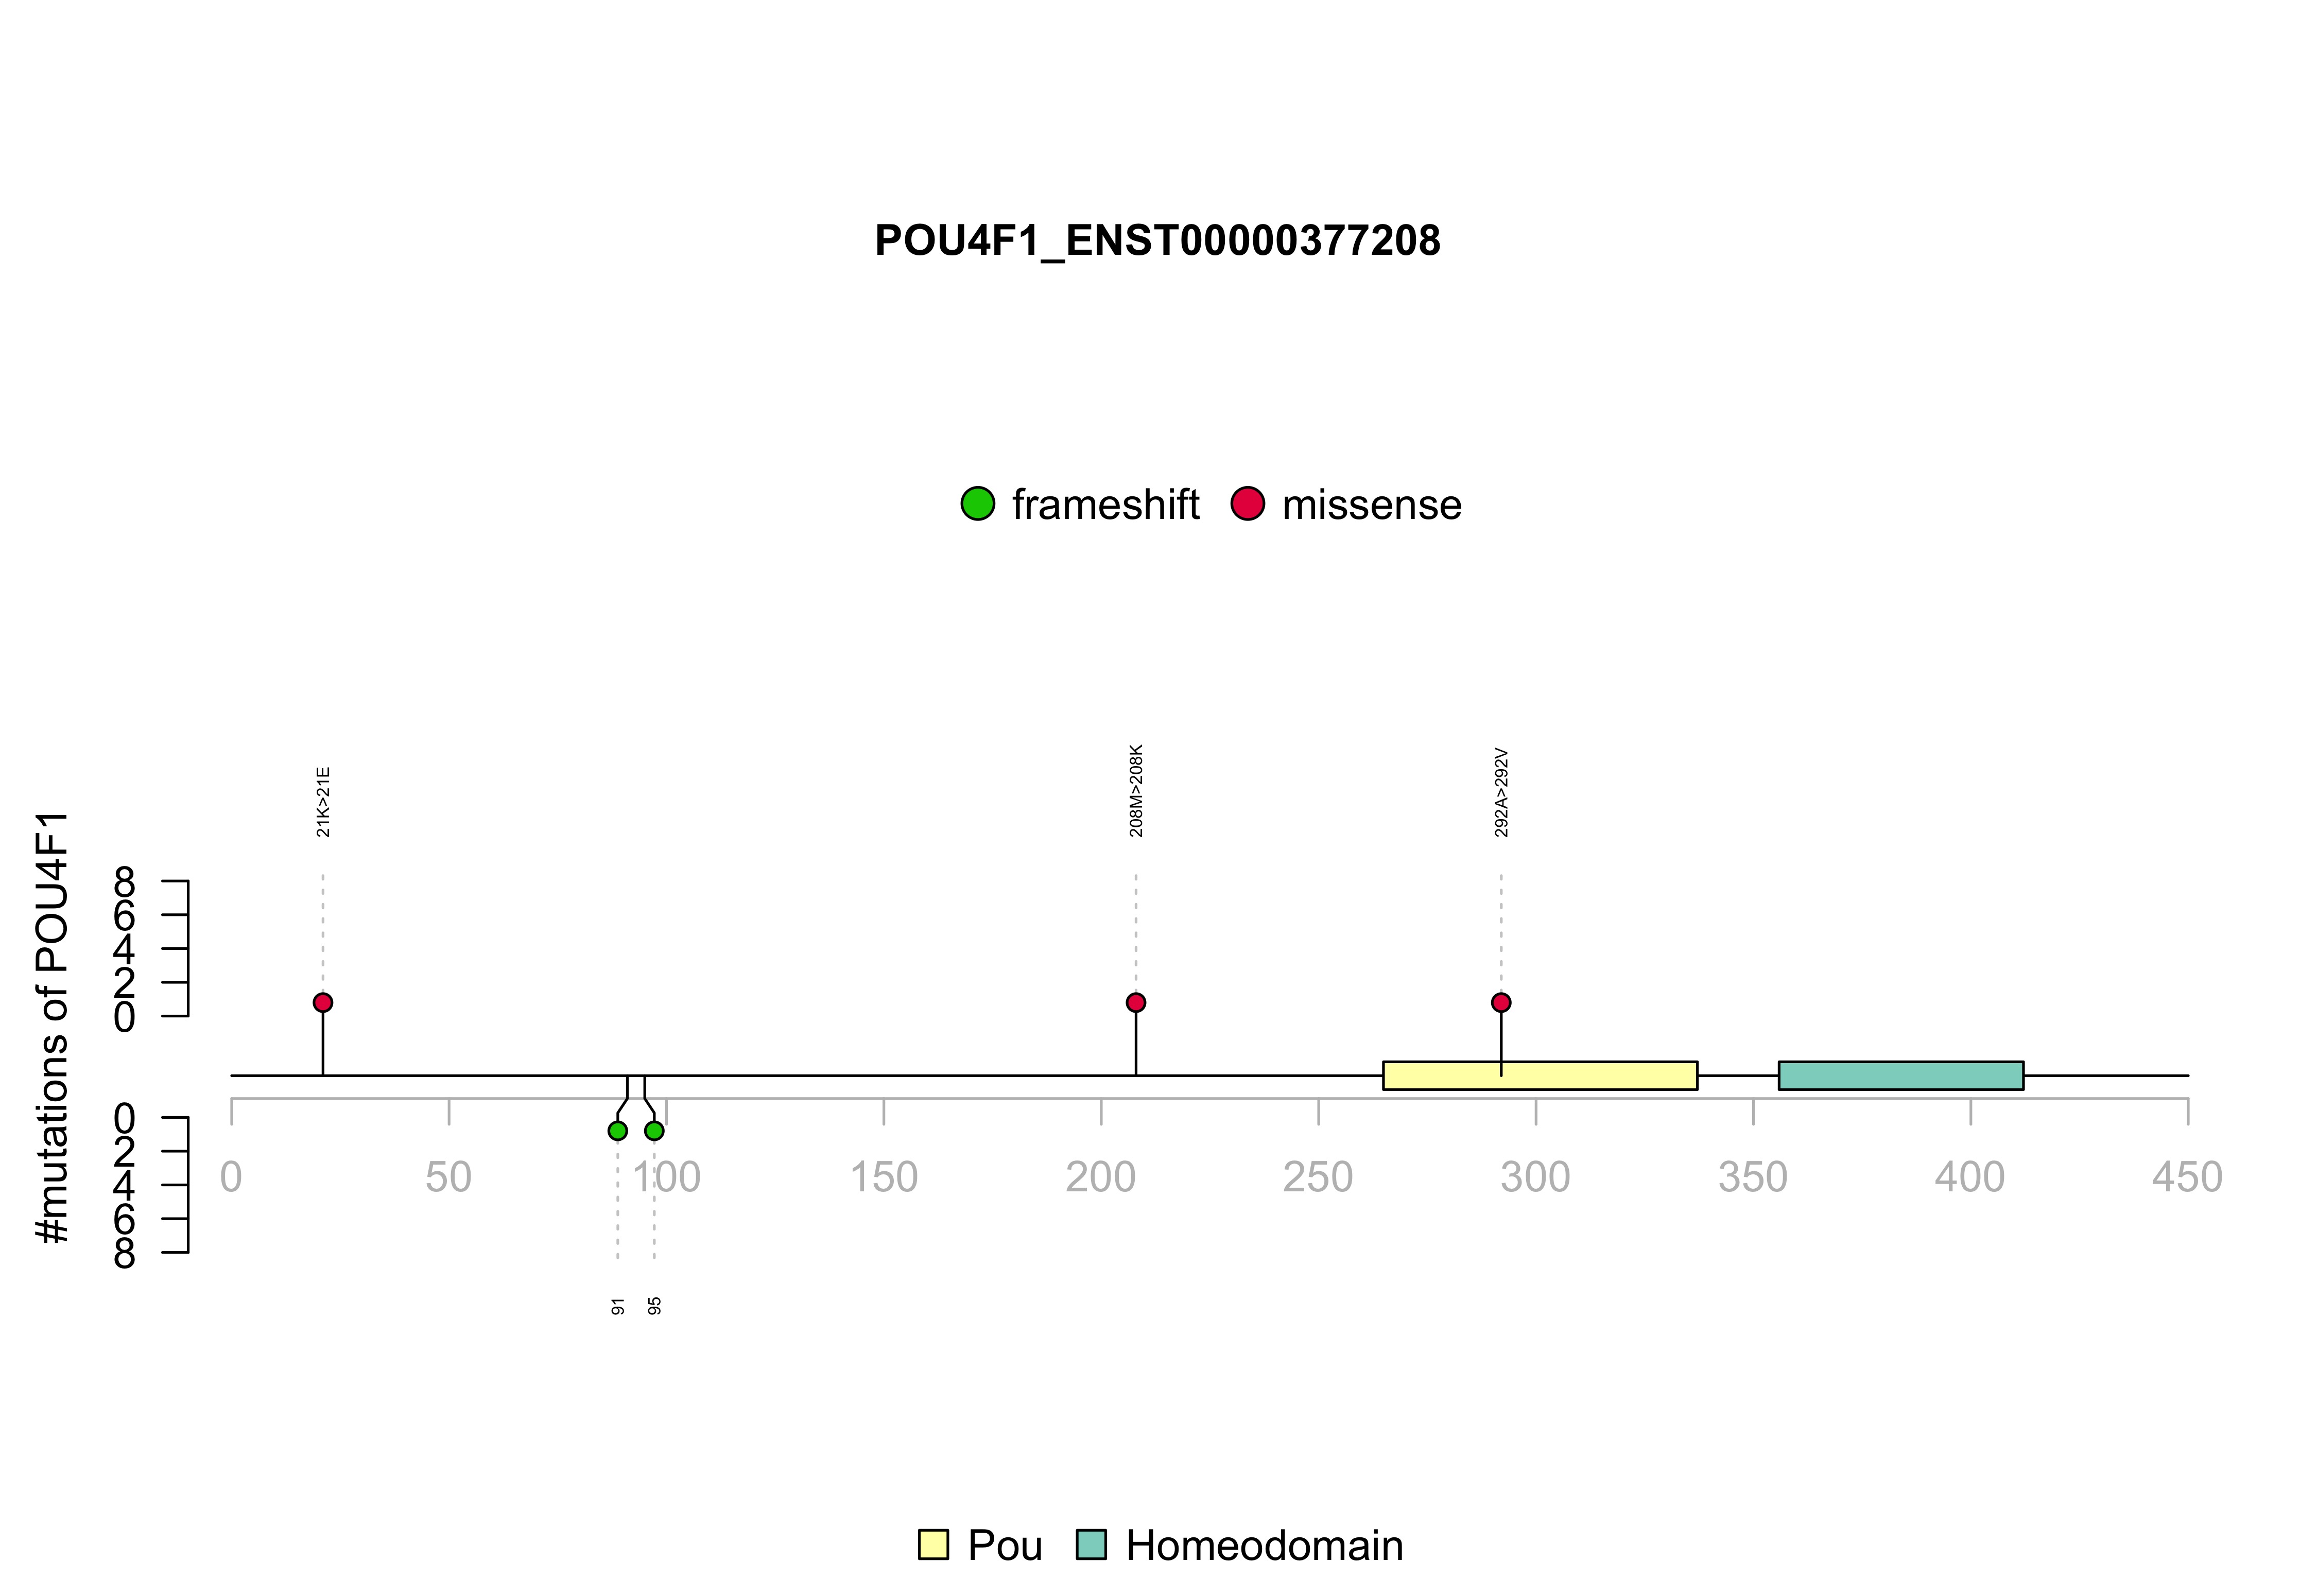 POU4F1_ENST00000377208
frameshift missense
21K>21E
208M>208K
292A>292V
#mutations of POU4F1
8
6
4
2
0
0
2
4
6
8
0 50 100 150 200 250 300 350 400 450
91
95
Pou Homeodomain